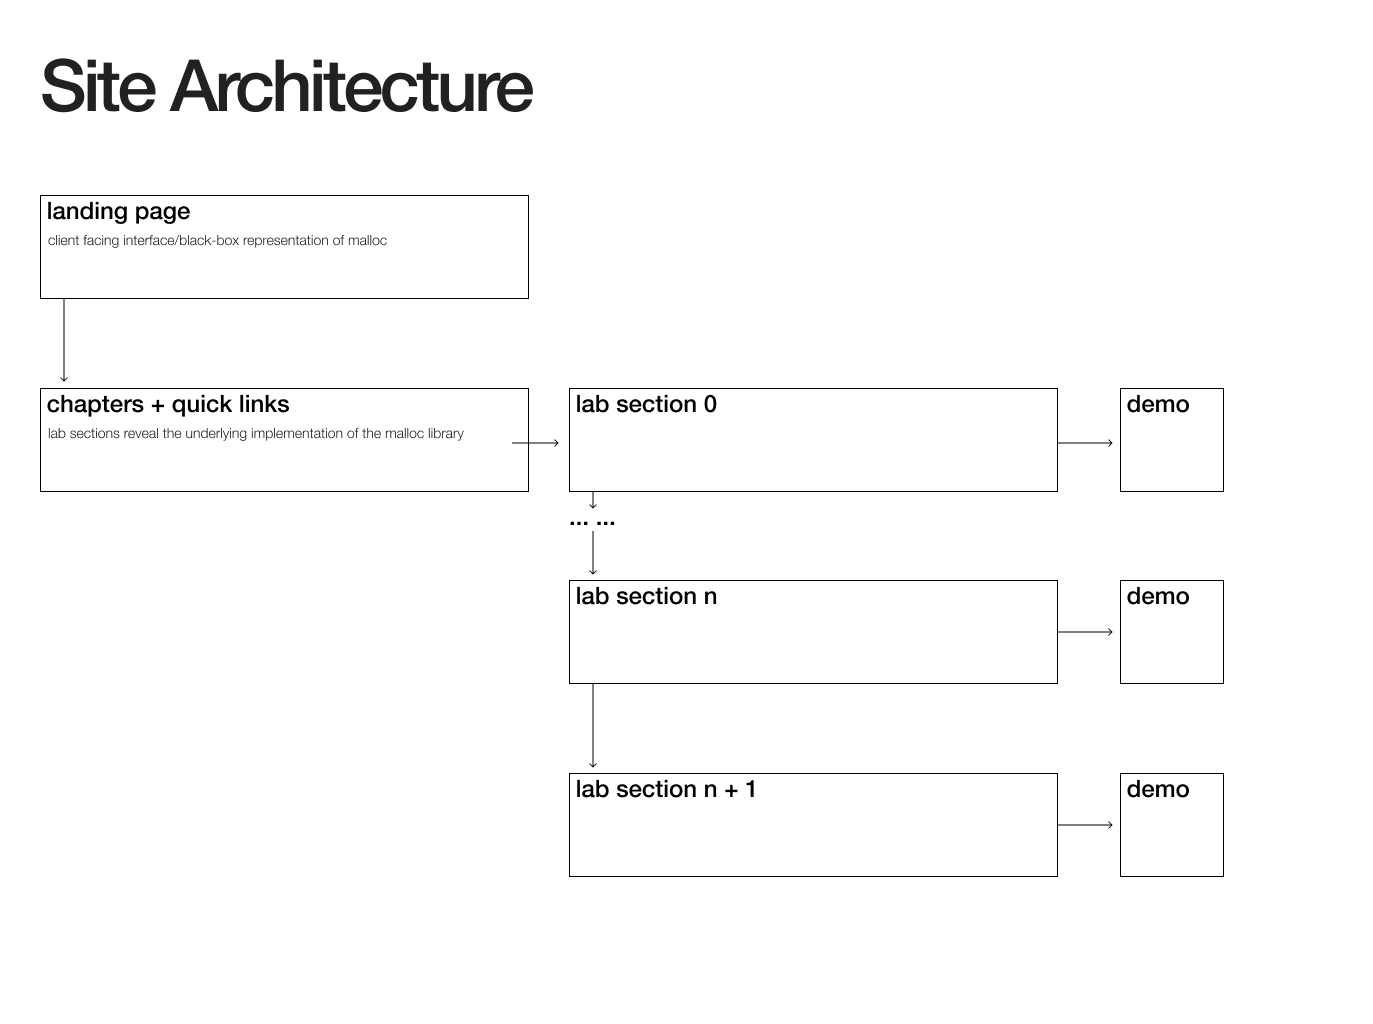 Site Architecture
landing page
client facing interface/black-box representation of malloc
chapters + quick links
lab sections reveal the underlying implementation of the malloc library
lab section 0
demo
... ...
lab section n
demo
lab section n + 1
demo